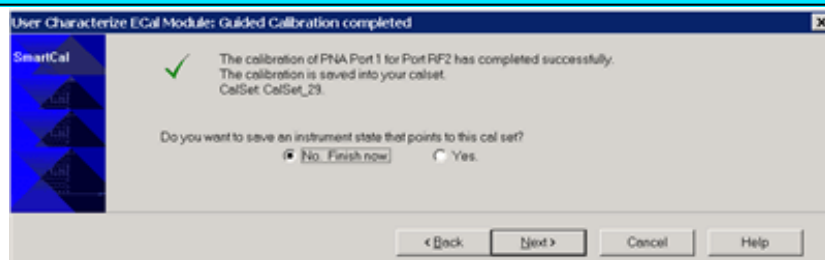 User Characterize ECal Module: Guided Calibration completed
SmartCal
The calibration of PNA Port 1 for Port RF2 has completed successfully.
The calibration is saved into your calset.
CalSet: CalSet_29.
Do you want to save an instrument state that points to this cal set?
No. Finish now
Yes.
< Back
Next >
Cancel
Help